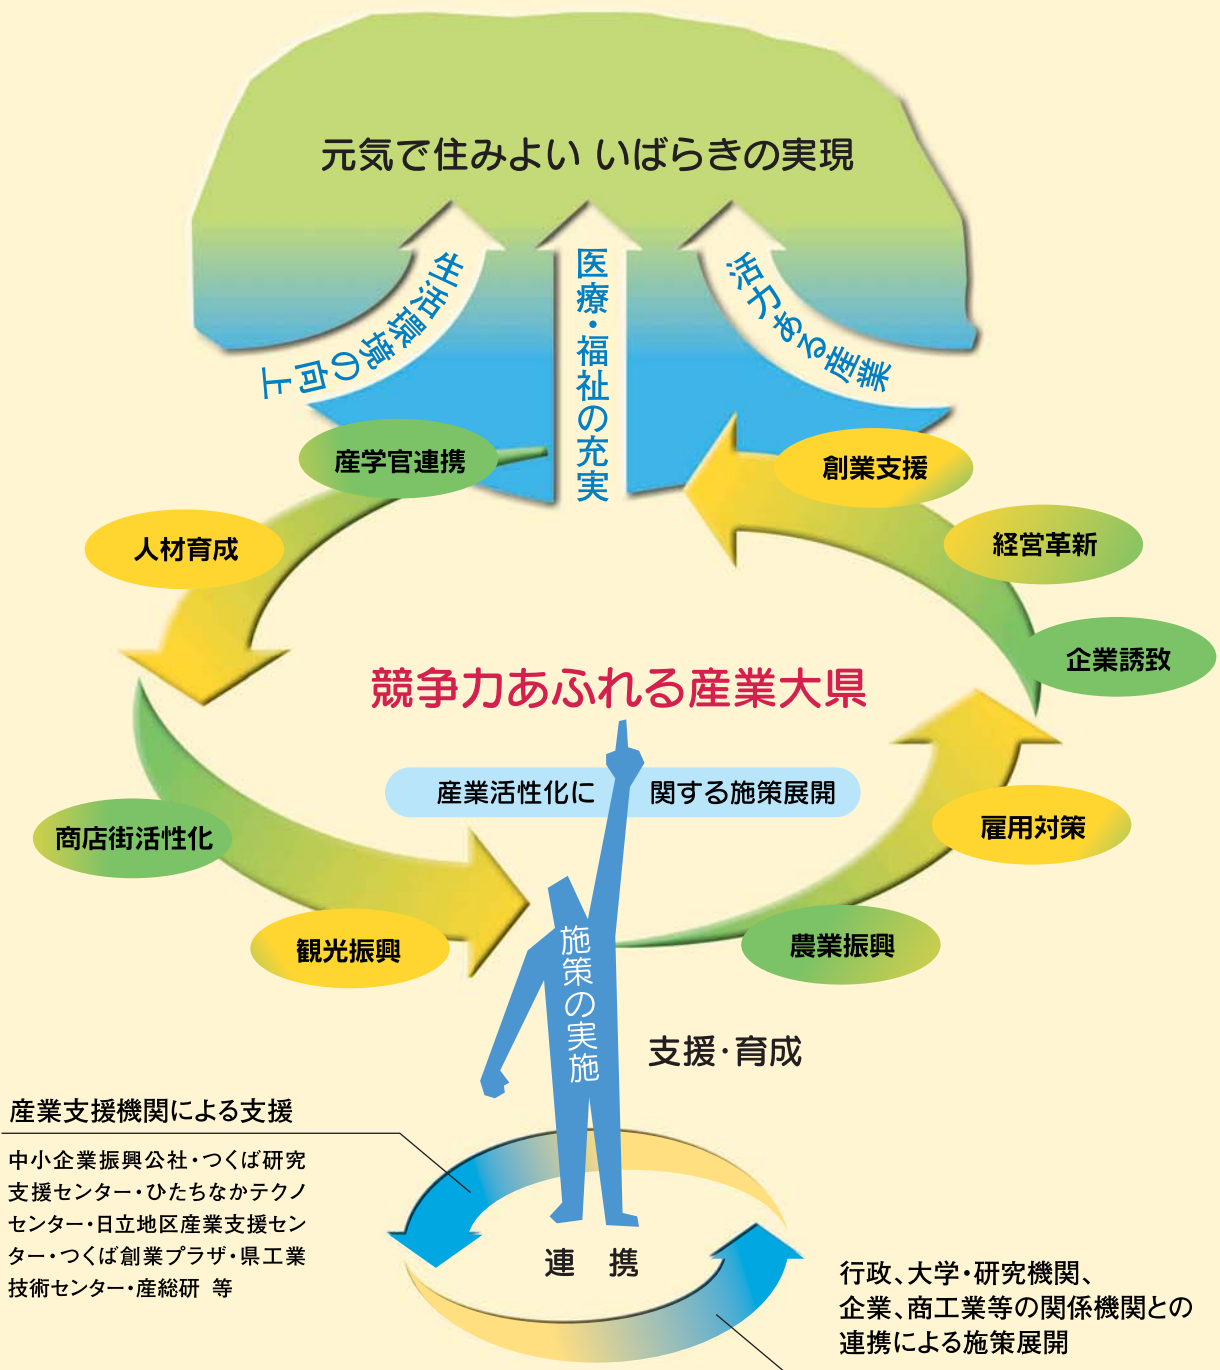 元気で住みよい いばらきの実現
生活環境の向上
医療・福祉の充実
活力ある産業
産学官連携
創業支援
人材育成
経営革新
企業誘致
競争力あふれる産業大県
産業活性化に 関する施策展開
商店街活性化
雇用対策
観光振興
農業振興
施策の実施
支援・育成
産業支援機関による支援
中小企業振興公社・つくば研究
支援センター・ひたちなかテクノ
センター・日立地区産業支援セン
ター・つくば創業プラザ・県工業
技術センター・産総研 等
連 携
行政、大学・研究機関、
企業、商工業等の関係機関との
連携による施策展開